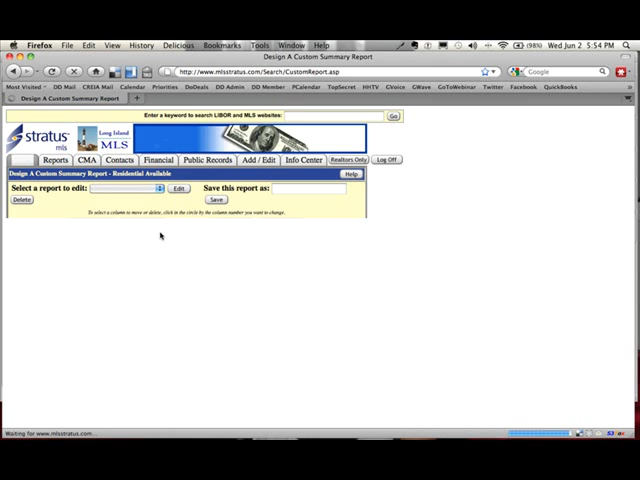 Firefox File Edit View History Delicious Bookmarks Tools Window Help (98%) Wed Jun 2 5:54 PM
Design A Custom Summary Report
http://www.mlsstratus.com/Search/CustomReport.asp Google
Most Visited DD Mail CREIA Mail Calendar Priorities DoDeals DD Admin DD Member PCalendar HHTV GCalendar GVoice GWave GoToWebinar Twitter Facebook QuickBooks
Design A Custom Summary Report +
Enter a keyword to search LIBOR and MLS websites: Go
stratus mls Long Island MLS
Reports CMA Contacts Financial Public Records Add / Edit Info Center Realtors Only Log Off
Design A Custom Summary Report - Residential Available Help
Select a report to edit: Edit Save this report as:
Delete Save
To select a column to move or delete, click in the circle by the column number you want to change.
Waiting for www.mlsstratus.com...